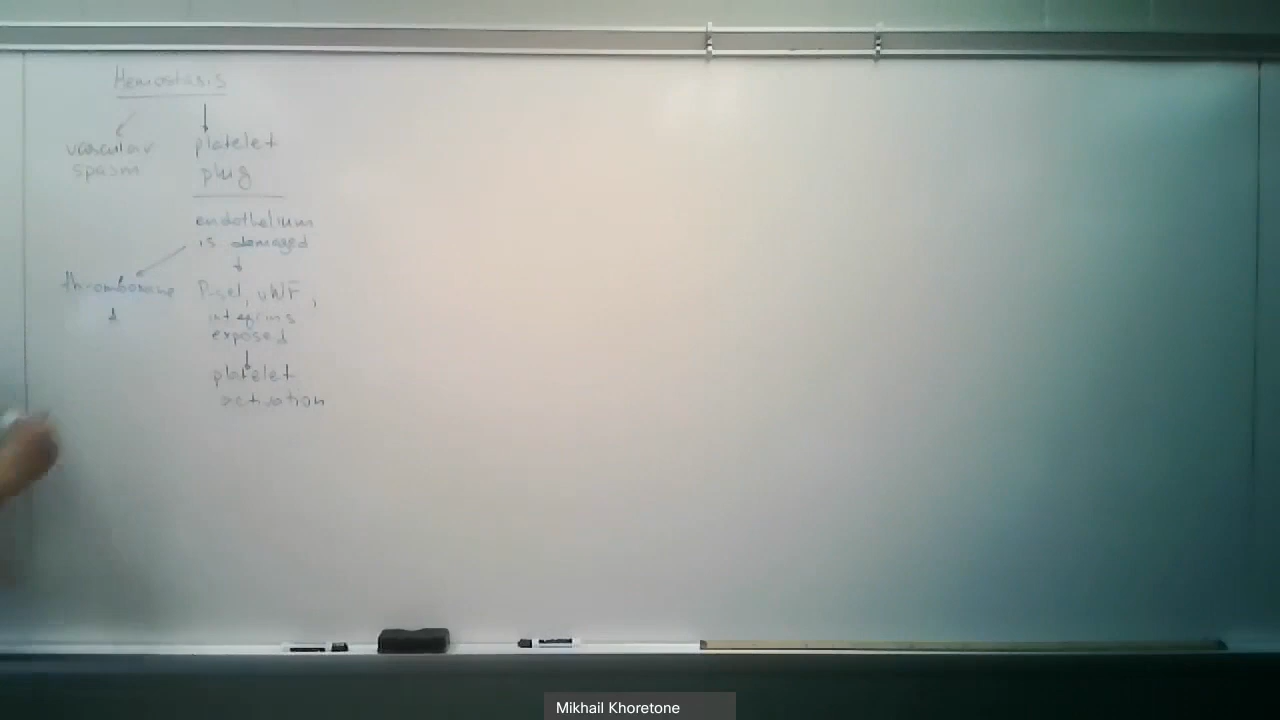 Hemostasis
vascular
spasm
platelet
plug
endothelium
is damaged
thromboxane
P-sel, vWF,
integrins
exposed
platelet
activation
Mikhail Khoretone